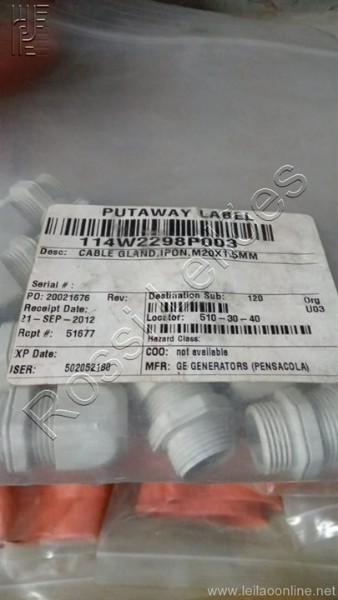 PUTAWAY LABEL
114W2298P003
Desc: CABLE GLAND,IPON,M20X1.5MM
Serial #:
PO: 20021676 Rev: Destination Sub: 120 Org
Receipt Date: U03
21-SEP-2012 Locator: 510-30-40
Rcpt #: 51677 Hazard Class:
XP Date: COO: not available
USER: 502052180 MFR: GE GENERATORS (PENSACOLA)
Rossi Leilões
www.leilaoonline.net